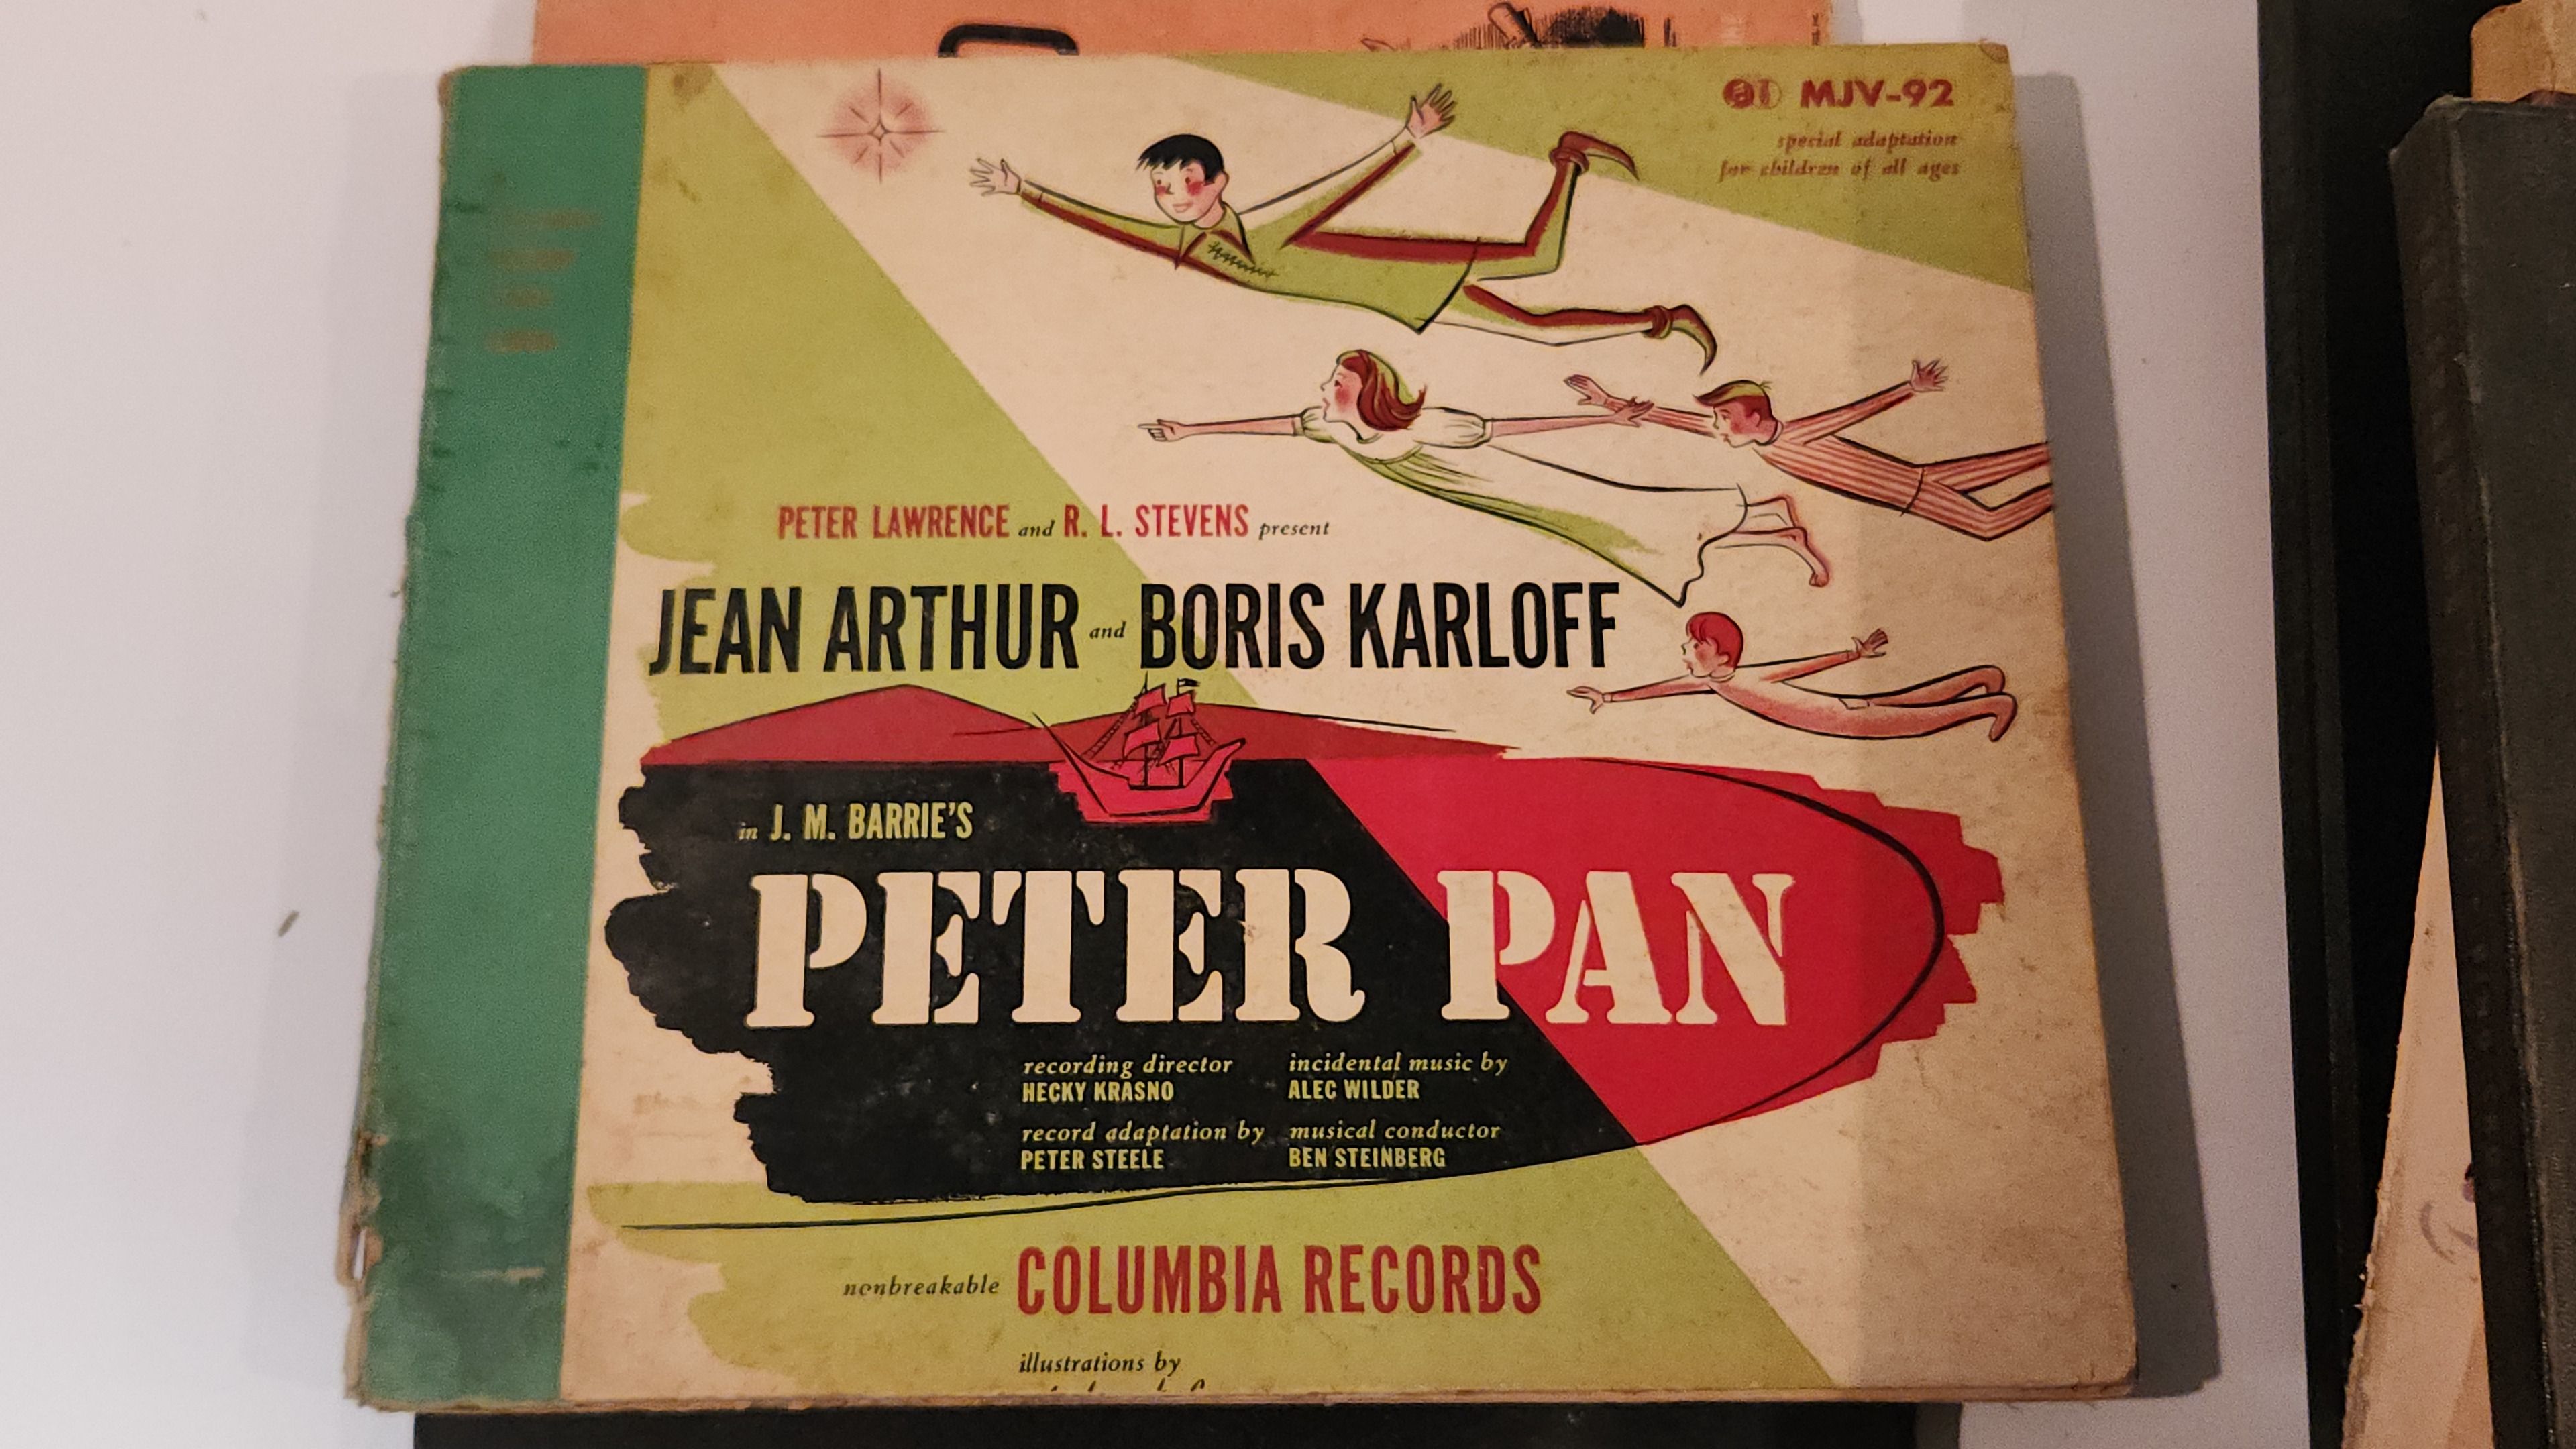 MJV-92
special adaptation
for children of all ages
PETER LAWRENCE and R. L. STEVENS present
JEAN ARTHUR and BORIS KARLOFF
in J. M. BARRIE'S
PETER PAN
recording director
HECKY KRASNO
incidental music by
ALEC WILDER
record adaptation by
PETER STEELE
musical conductor
BEN STEINBERG
nonbreakable COLUMBIA RECORDS
illustrations by